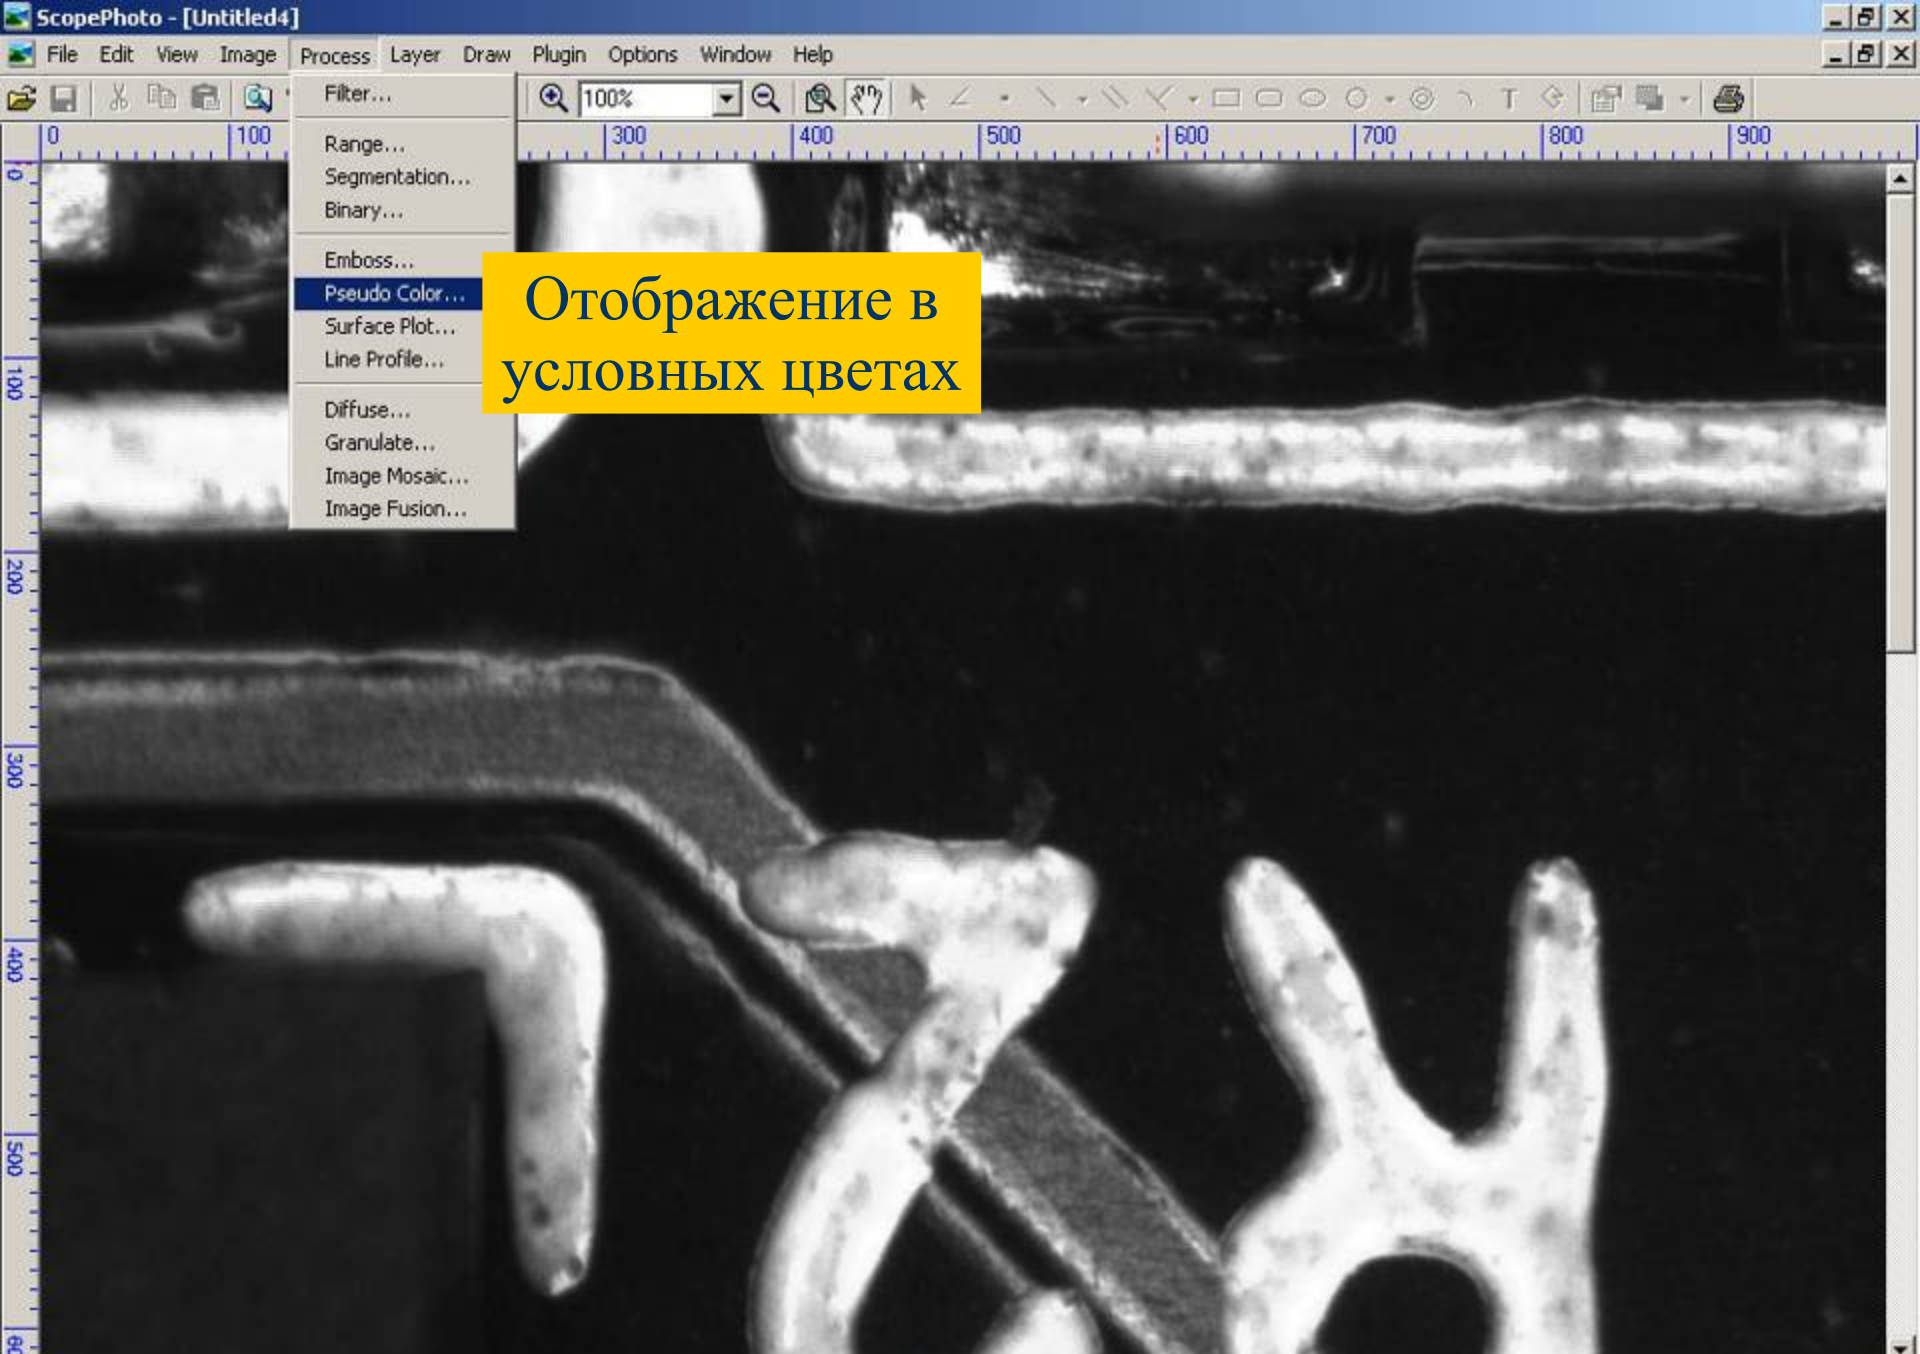 ScopePhoto - [Untitled4]
File Edit View Image Process Layer Draw Plugin Options Window Help
100%
T
0 100 300 400 500 600 700 800 900
Filter...
Range...
Segmentation...
Binary...
Emboss...
Pseudo Color...
Surface Plot...
Line Profile...
Diffuse...
Granulate...
Image Mosaic...
Image Fusion...
Отображение в
условных цветах
0
100
200
300
400
500